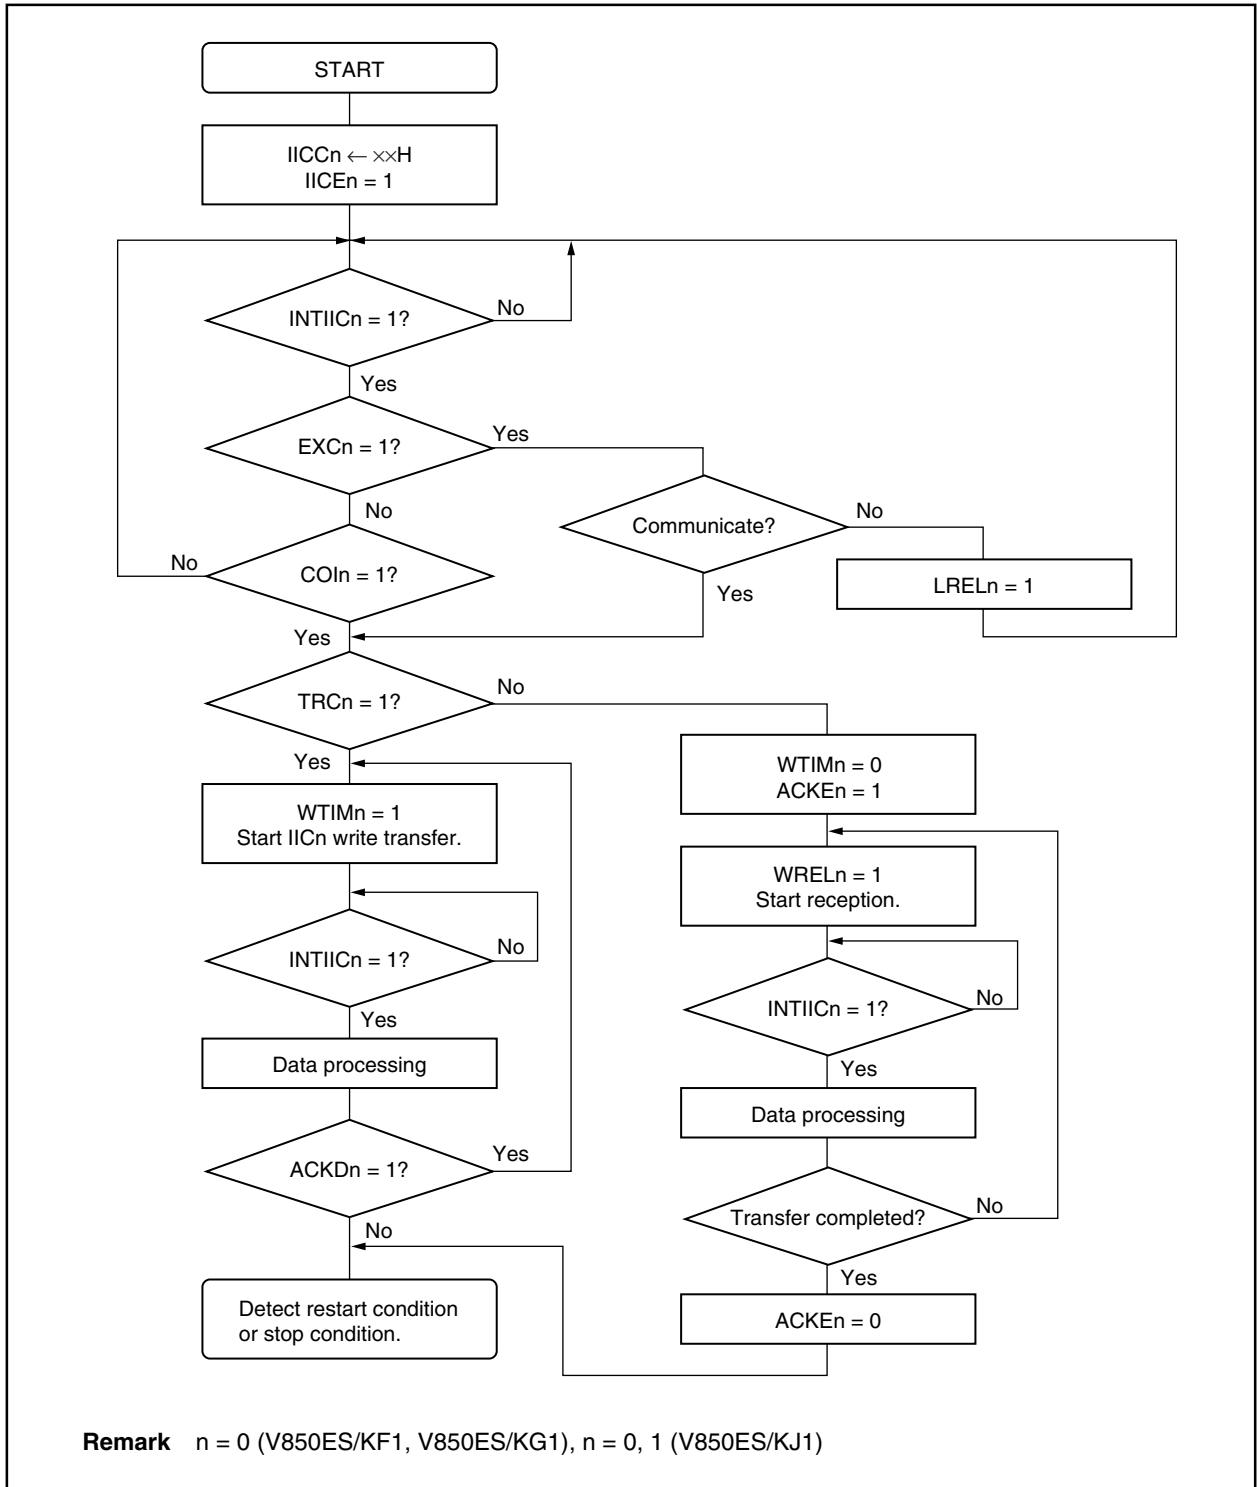 START
IICCn ← ××H
IICEn = 1
INTIICn = 1?
No
Yes
EXCn = 1?
Yes
No
Communicate?
No
Yes
LRELn = 1
COIn = 1?
No
Yes
TRCn = 1?
No
Yes
WTIMn = 1
Start IICn write transfer.
INTIICn = 1?
No
Yes
Data processing
ACKDn = 1?
Yes
No
Detect restart condition
or stop condition.
WTIMn = 0
ACKEn = 1
WRELn = 1
Start reception.
INTIICn = 1?
No
Yes
Data processing
Transfer completed?
No
Yes
ACKEn = 0
Remark n = 0 (V850ES/KF1, V850ES/KG1), n = 0, 1 (V850ES/KJ1)